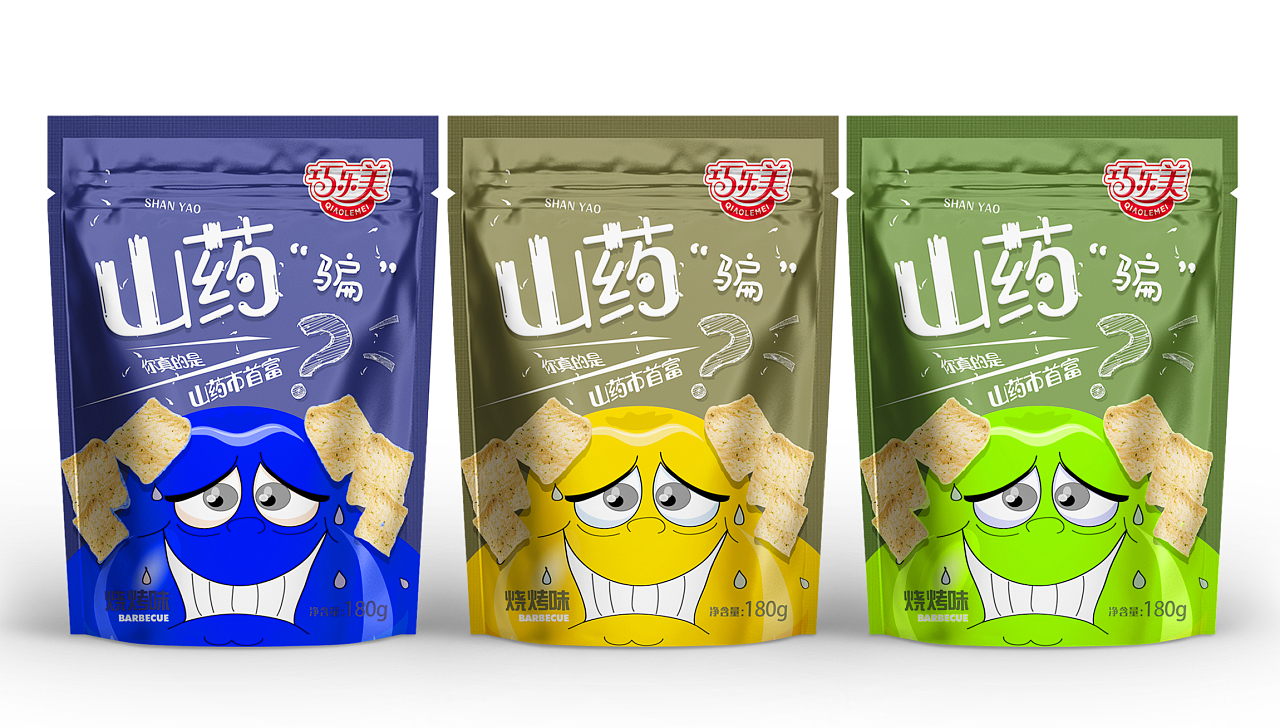 巧乐美
QIAOLEMEI
SHAN YAO
山药“骗”
你真的是
山药市首富?
烧烤味
BARBECUE
净含量:180g
巧乐美
QIAOLEMEI
SHAN YAO
山药“骗”
你真的是
山药市首富?
烧烤味
BARBECUE
净含量:180g
巧乐美
QIAOLEMEI
SHAN YAO
山药“骗”
你真的是
山药市首富?
烧烤味
BARBECUE
净含量:180g